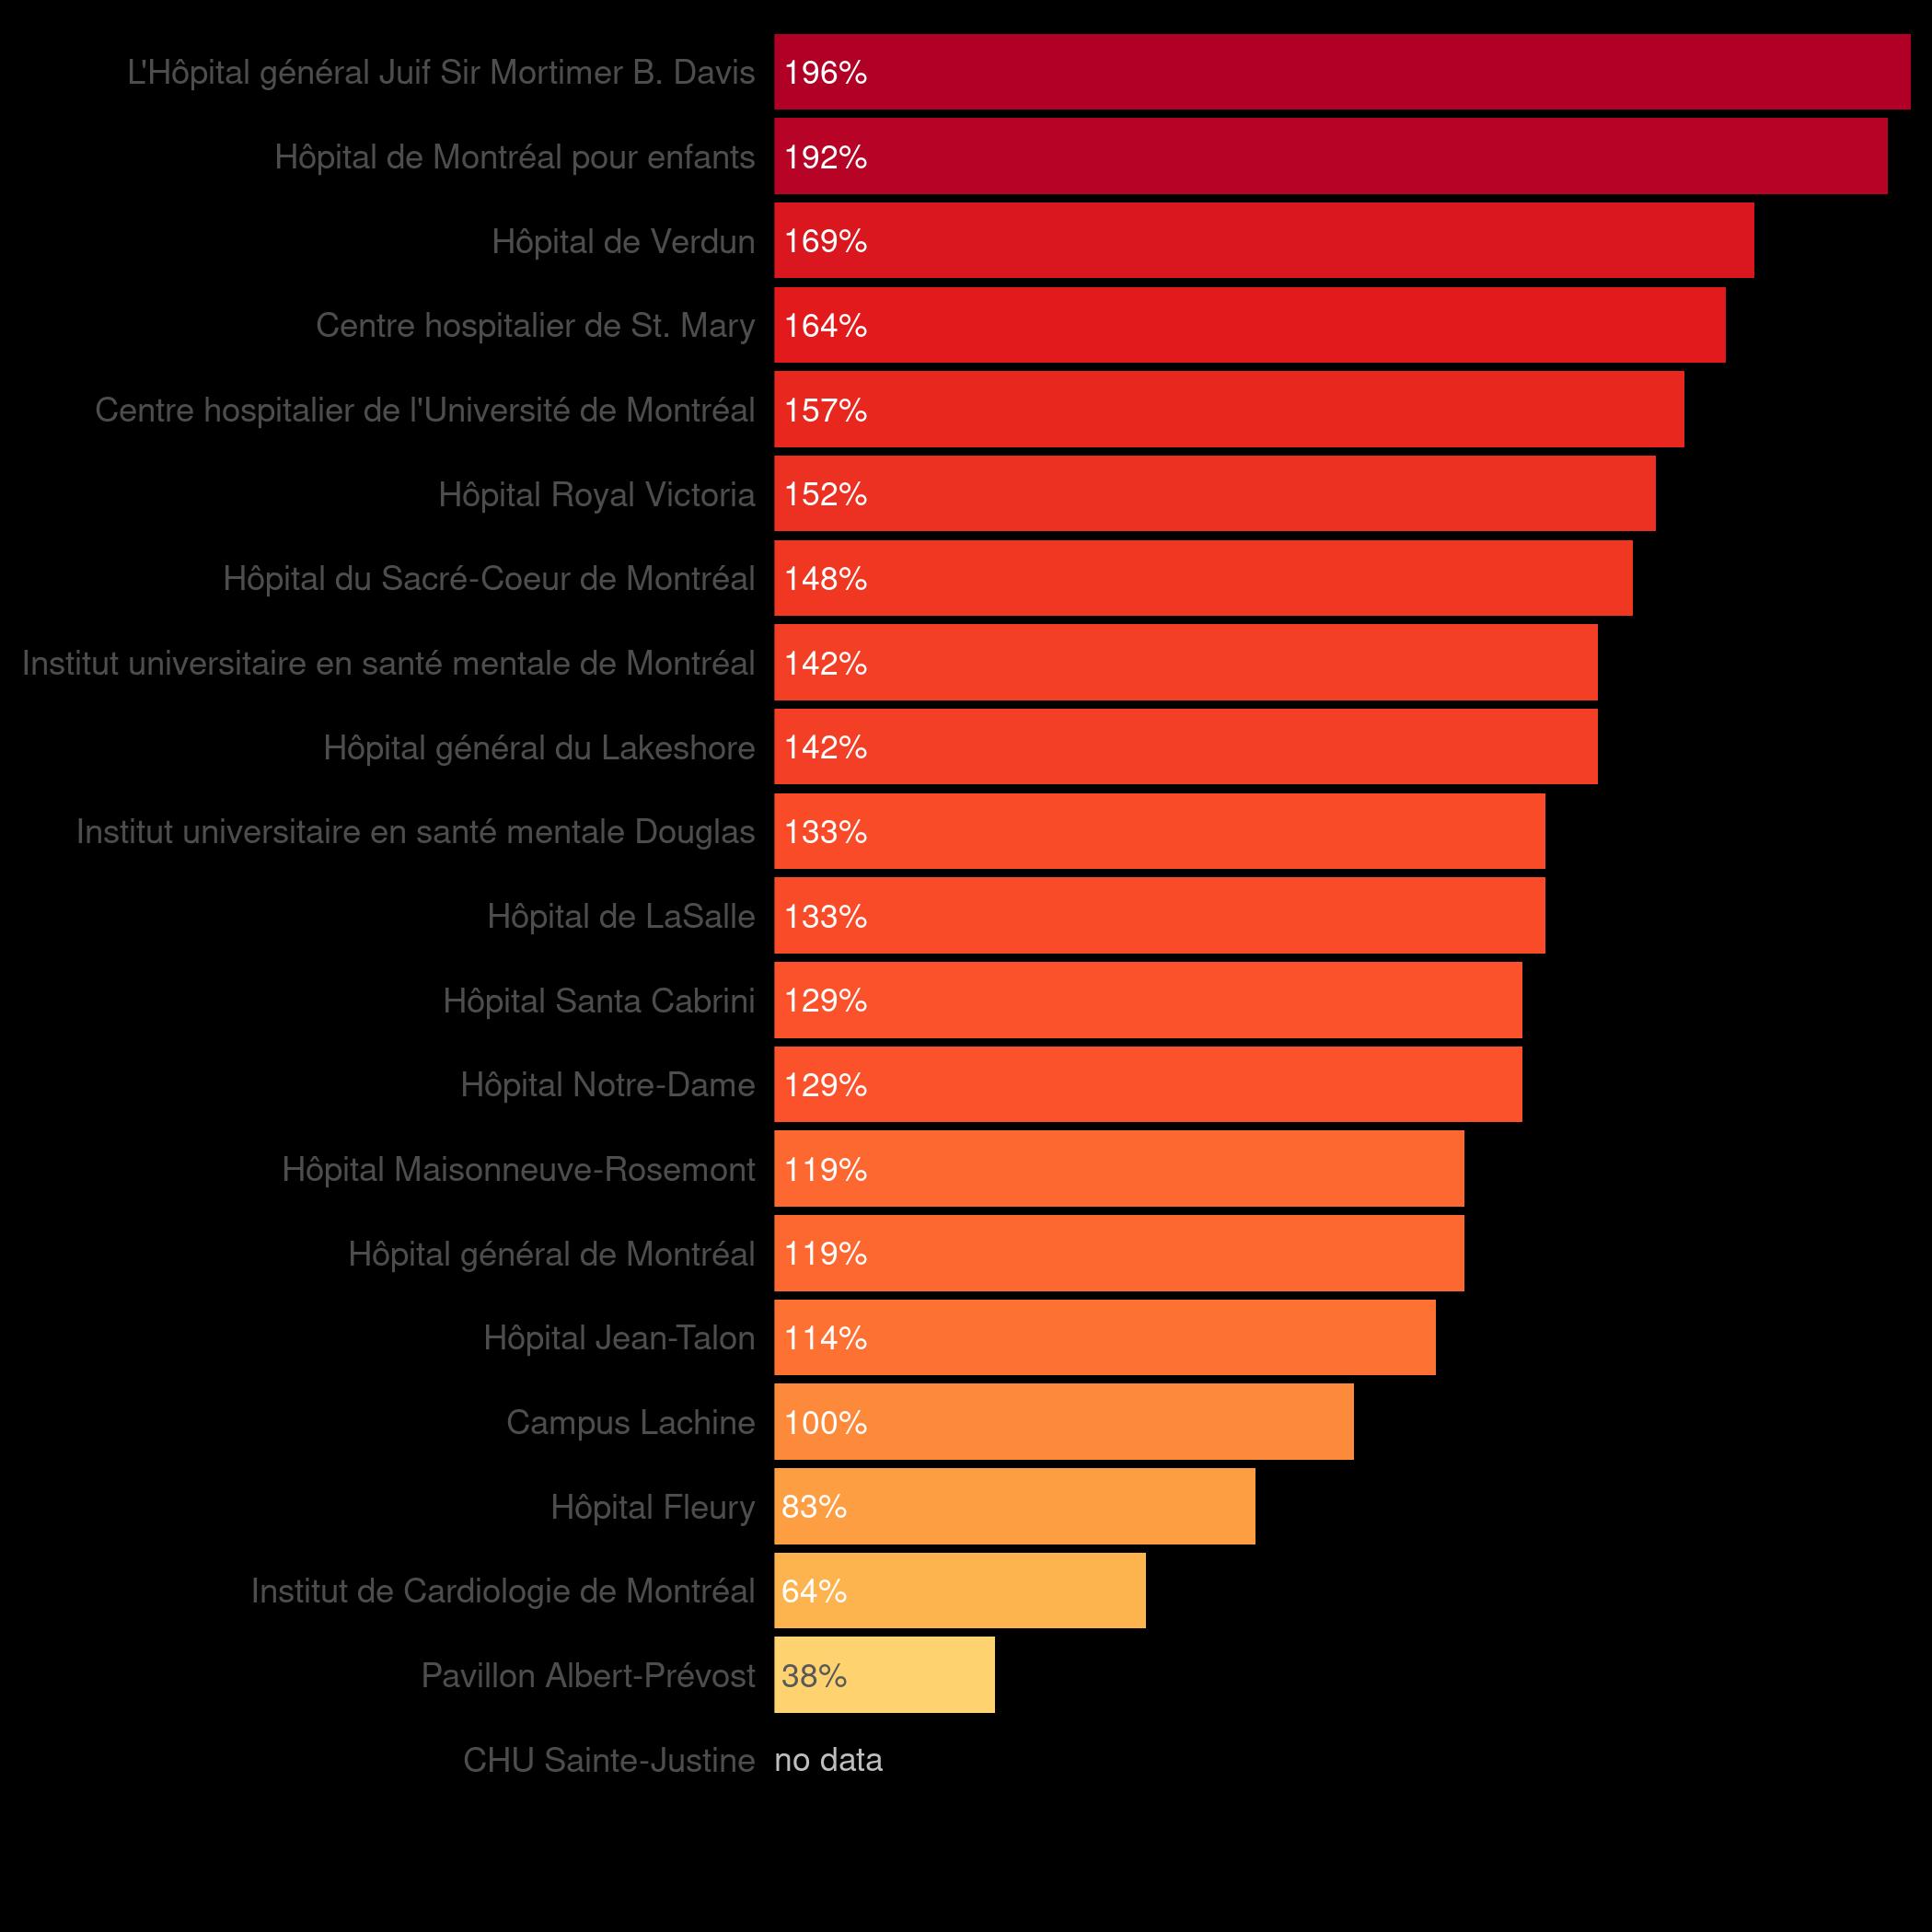 L'Hôpital général Juif Sir Mortimer B. Davis 196%
Hôpital de Montréal pour enfants 192%
Hôpital de Verdun 169%
Centre hospitalier de St. Mary 164%
Centre hospitalier de l'Université de Montréal 157%
Hôpital Royal Victoria 152%
Hôpital du Sacré-Coeur de Montréal 148%
Institut universitaire en santé mentale de Montréal 142%
Hôpital général du Lakeshore 142%
Institut universitaire en santé mentale Douglas 133%
Hôpital de LaSalle 133%
Hôpital Santa Cabrini 129%
Hôpital Notre-Dame 129%
Hôpital Maisonneuve-Rosemont 119%
Hôpital général de Montréal 119%
Hôpital Jean-Talon 114%
Campus Lachine 100%
Hôpital Fleury 83%
Institut de Cardiologie de Montréal 64%
Pavillon Albert-Prévost 38%
CHU Sainte-Justine no data